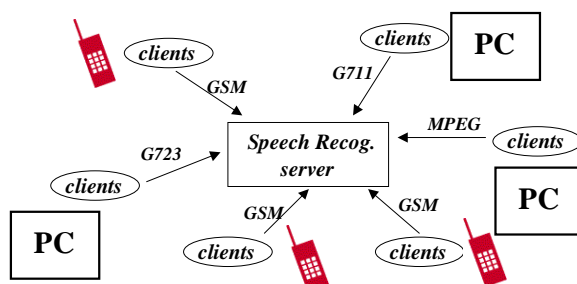 clients
clients
PC
GSM
G711
Speech Recog.
server
MPEG
clients
G723
clients
PC
PC
GSM
GSM
clients
clients